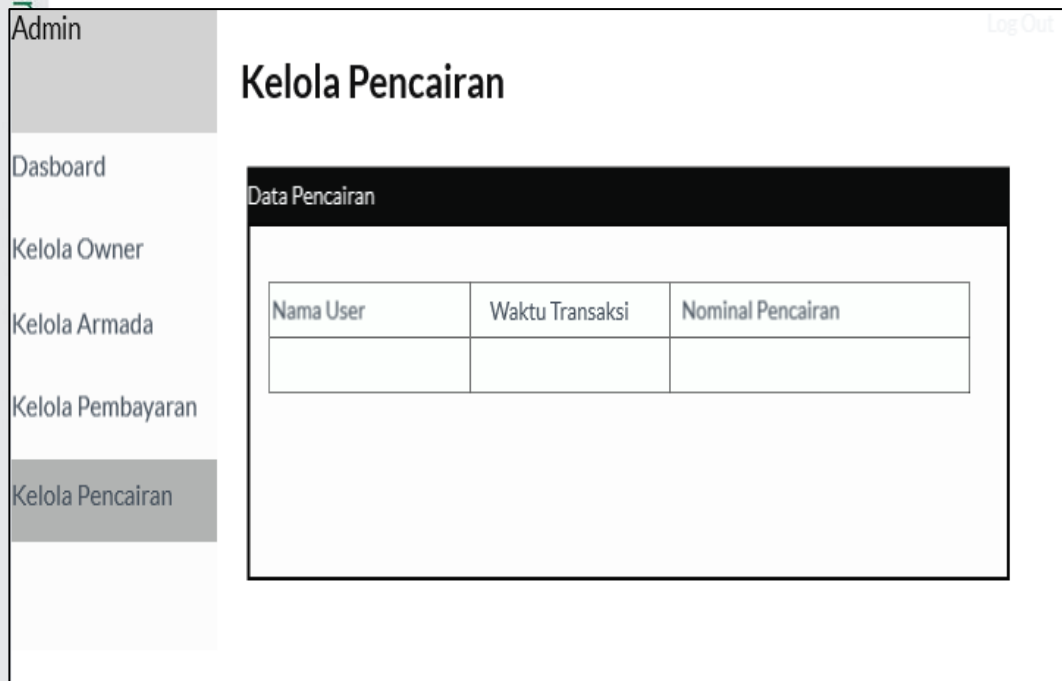 Admin
Log Out
Kelola Pencairan
Dasboard
Kelola Owner
Kelola Armada
Kelola Pembayaran
Kelola Pencairan
Data Pencairan
Nama User
Waktu Transaksi
Nominal Pencairan